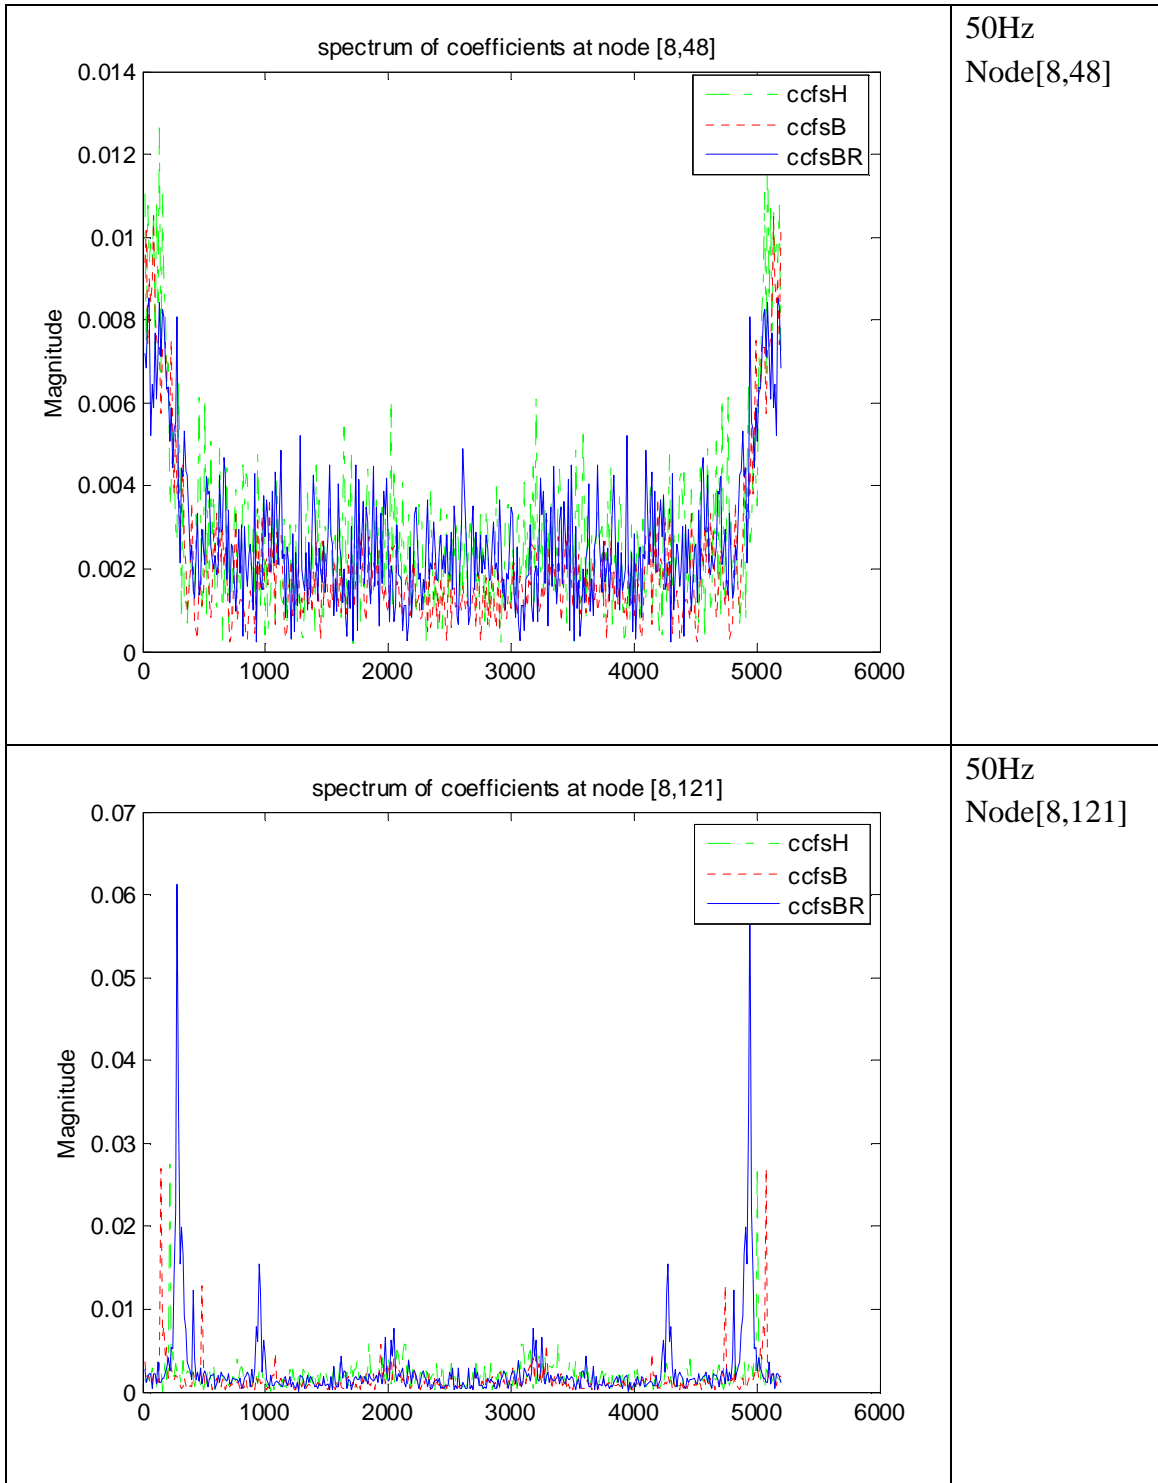 spectrum of coefficients at node [8,48]
50Hz
Node[8,48]
0.014
0.012
0.01
0.008
0.006
0.004
0.002
0
Magnitude
ccfsH
ccfsB
ccfsBR
0 1000 2000 3000 4000 5000 6000
spectrum of coefficients at node [8,121]
50Hz
Node[8,121]
0.07
0.06
0.05
0.04
0.03
0.02
0.01
0
Magnitude
ccfsH
ccfsB
ccfsBR
0 1000 2000 3000 4000 5000 6000